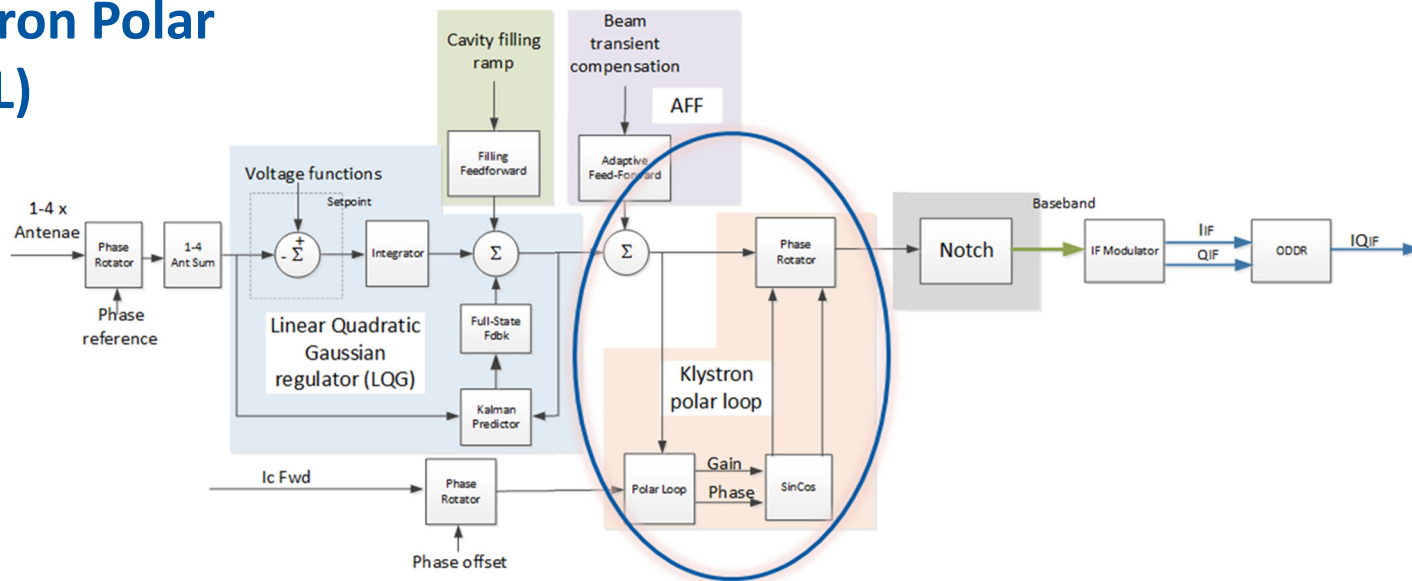 ron Polar
L)
Cavity filling
ramp
Beam
transient
compensation
AFF
Filling
Feedforward
Adaptive
Feed-Forward
Voltage functions
Setpoint
1-4 x
Antenae
Phase
Rotator
1-4
Ant Sum
+
- Σ
Integrator
Σ
Σ
Phase
Rotator
Notch
Baseband
IF Modulator
IIF
QIF
ODDR
IQIF
Phase
reference
Linear Quadratic
Gaussian
regulator (LQG)
Full-State
Fdbk
Kalman
Predictor
Klystron
polar loop
Ic Fwd
Phase
Rotator
Phase offset
Polar Loop
Gain
Phase
SinCos